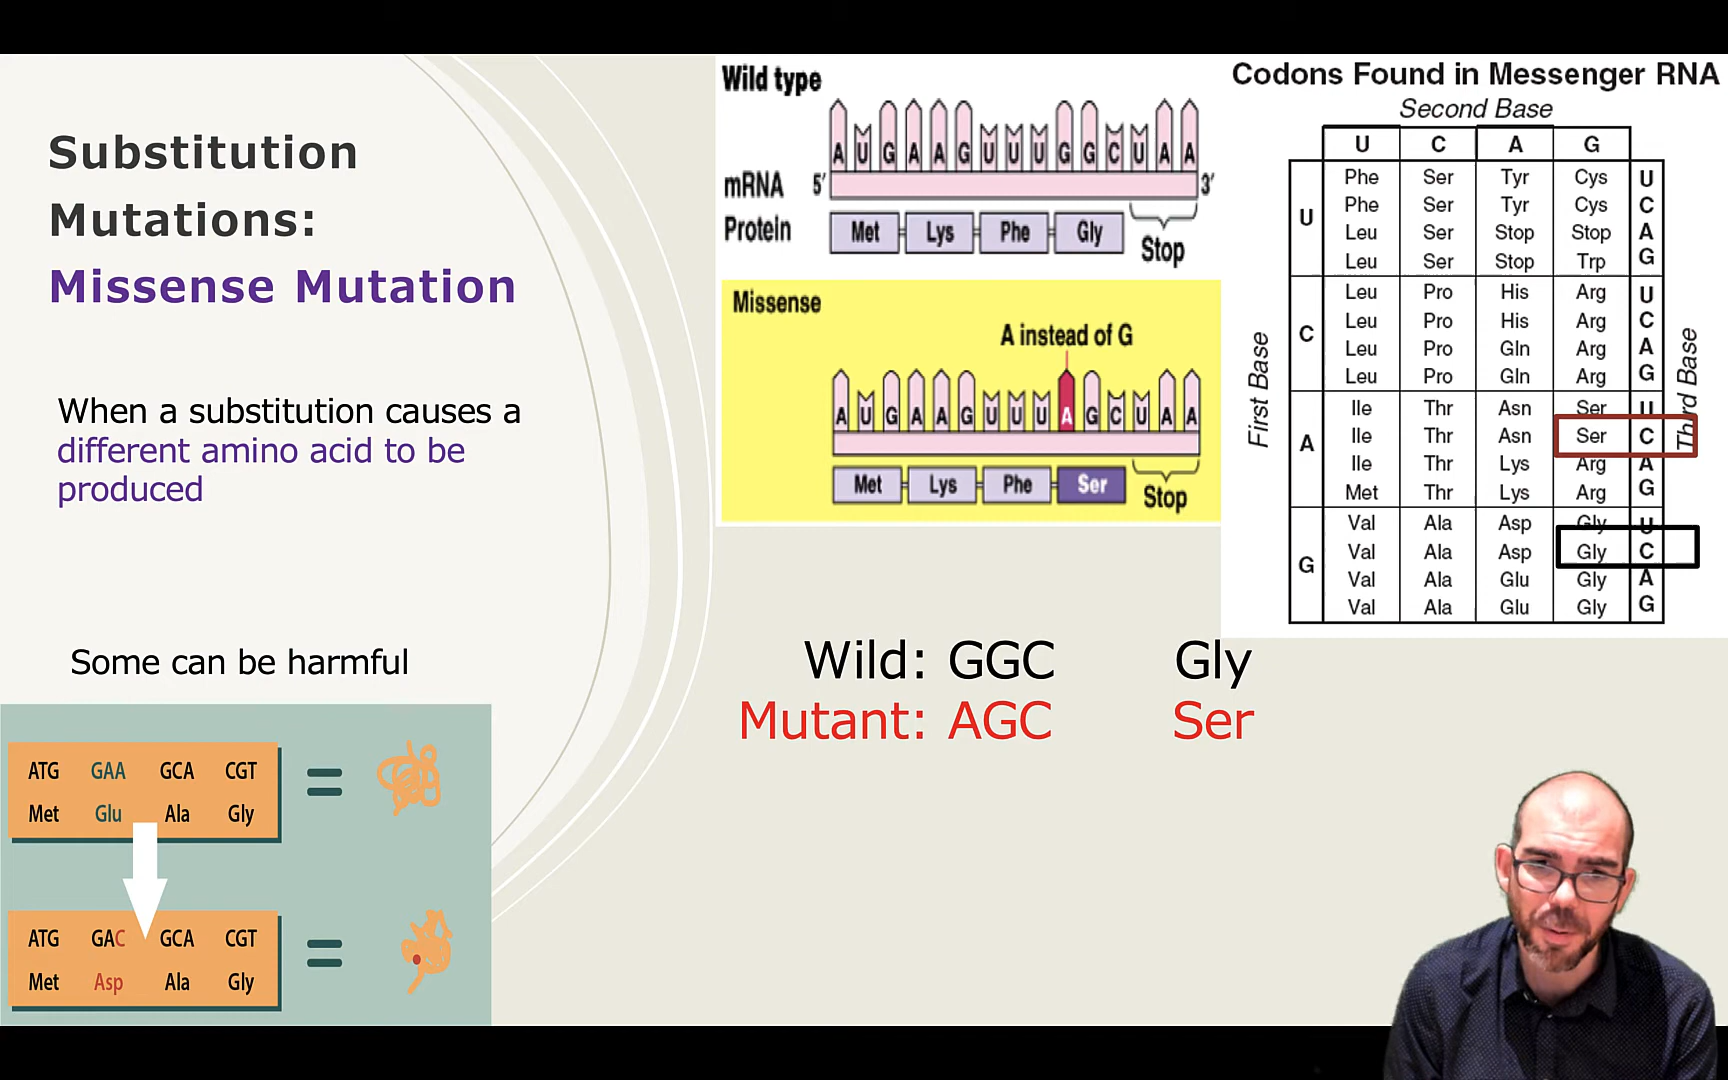 Substitution
Mutations:
Missense Mutation
When a substitution causes a
different amino acid to be
produced
Some can be harmful
ATG GAA GCA CGT
Met Glu Ala Gly
ATG GAC GCA CGT
Met Asp Ala Gly
Wild type
A U G A A G U U U G G C U A A
mRNA 5′ 3′
Protein Met Lys Phe Gly Stop
Missense
A instead of G
A U G A A G U U U A G C U A A
Met Lys Phe Ser Stop
Wild: GGC Gly
Mutant: AGC Ser
Codons Found in Messenger RNA
Second Base
U C A G
First Base
Third Base
U
Phe Ser Tyr Cys U
Phe Ser Tyr Cys C
Leu Ser Stop Stop A
Leu Ser Stop Trp G
C
Leu Pro His Arg U
Leu Pro His Arg C
Leu Pro Gln Arg A
Leu Pro Gln Arg G
A
Ile Thr Asn Ser U
Ile Thr Asn Ser C
Ile Thr Lys Arg A
Met Thr Lys Arg G
G
Val Ala Asp Gly U
Val Ala Asp Gly C
Val Ala Glu Gly A
Val Ala Glu Gly G